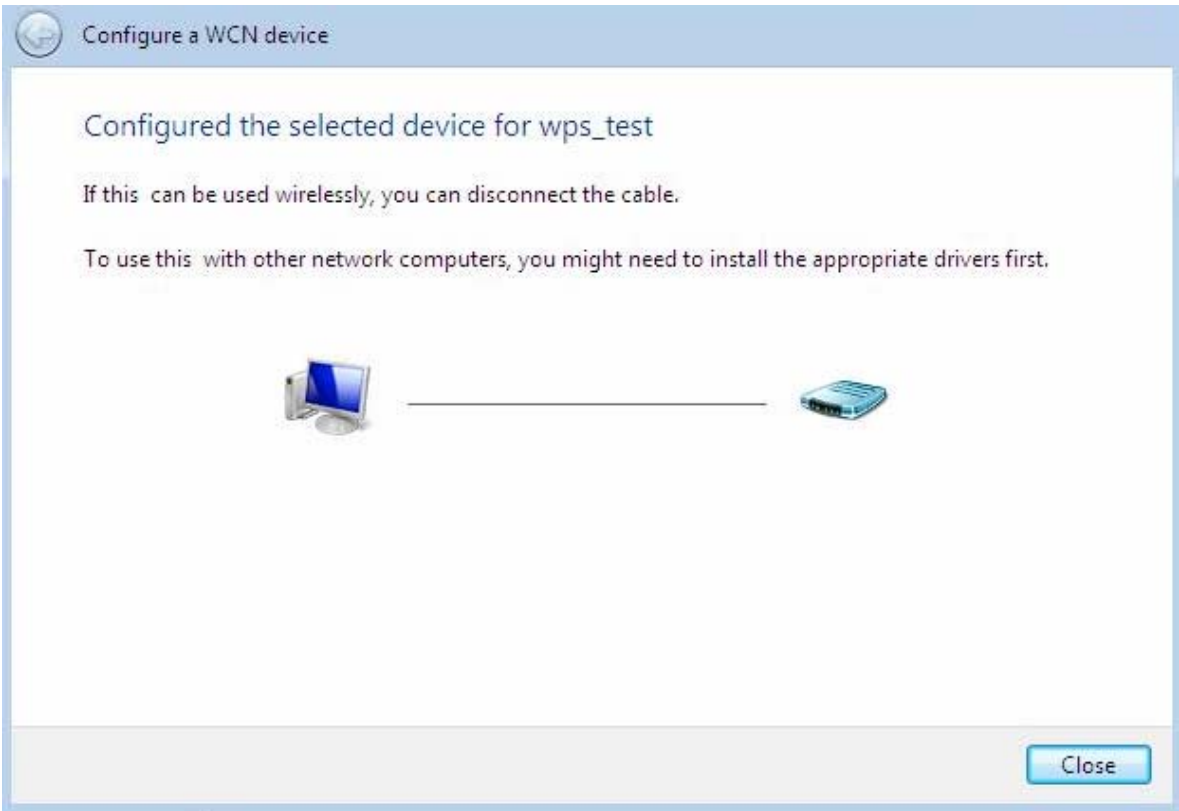 Configure a WCN device
Configured the selected device for wps_test
If this  can be used wirelessly, you can disconnect the cable.
To use this  with other network computers, you might need to install the appropriate drivers first.
Close